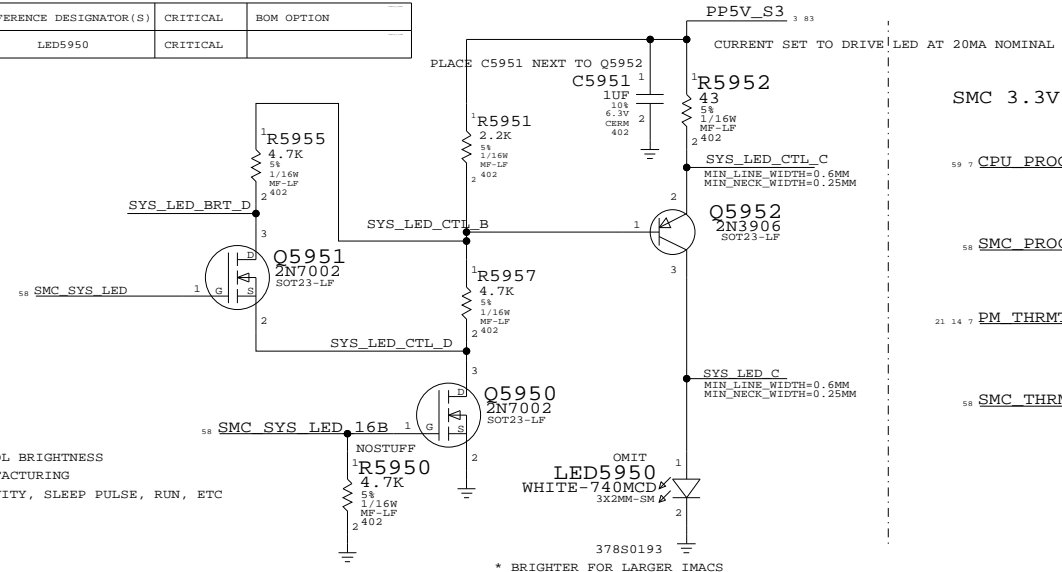 FERENCE DESIGNATOR(S) CRITICAL BOM OPTION
LED5950 CRITICAL
PP5V_S3 3 83
CURRENT SET TO DRIVE LED AT 20MA NOMINAL
PLACE C5951 NEXT TO Q5952
C5951
1UF
10%
6.3V
CERM
402
1
2
1
R5952
43
5%
1/16W
MF-LF
402
2
SMC 3.3V
1
R5955
4.7K
5%
1/16W
MF-LF
402
2
1
R5951
2.2K
5%
1/16W
MF-LF
402
2
SYS_LED_CTL_C
MIN_LINE_WIDTH=0.6MM
MIN_NECK_WIDTH=0.25MM
59 7 CPU_PROC
SYS_LED_BRT_D
SYS_LED_CTL_B
1
2
3
Q5952
2N3906
SOT23-LF
58 SMC_PROC
3
D
G
S
1
2
Q5951
2N7002
SOT23-LF
58 SMC_SYS_LED
1
R5957
4.7K
5%
1/16W
MF-LF
402
2
21 14 7 PM_THRMT
SYS_LED_CTL_D
SYS_LED_C
MIN_LINE_WIDTH=0.6MM
MIN_NECK_WIDTH=0.25MM
58 SMC_THRM
3
D
G
S
1
2
Q5950
2N7002
SOT23-LF
58 SMC_SYS_LED_16B
OL BRIGHTNESS
FACTURING
ITY, SLEEP PULSE, RUN, ETC
NOSTUFF
1
R5950
4.7K
5%
1/16W
MF-LF
402
2
OMIT
LED5950
WHITE-740MCD
3X2MM-SM
1
2
378S0193
* BRIGHTER FOR LARGER IMACS